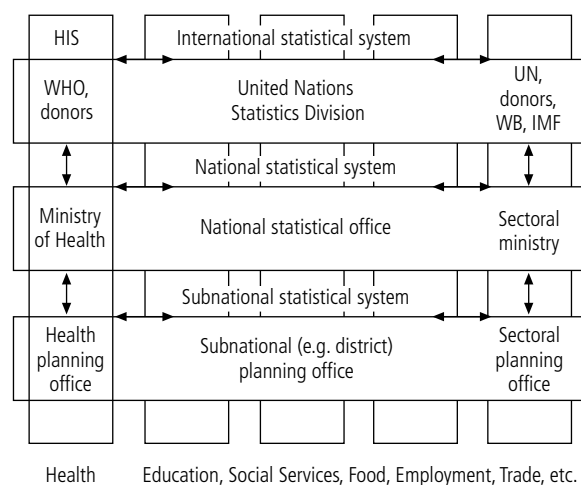 HIS
International statistical system
WHO,
donors
United Nations
Statistics Division
UN,
donors,
WB, IMF
National statistical system
Ministry
of Health
National statistical office
Sectoral
ministry
Subnational statistical system
Health
planning
office
Subnational (e.g. district)
planning office
Sectoral
planning
office
Health
Education, Social Services, Food, Employment, Trade, etc.